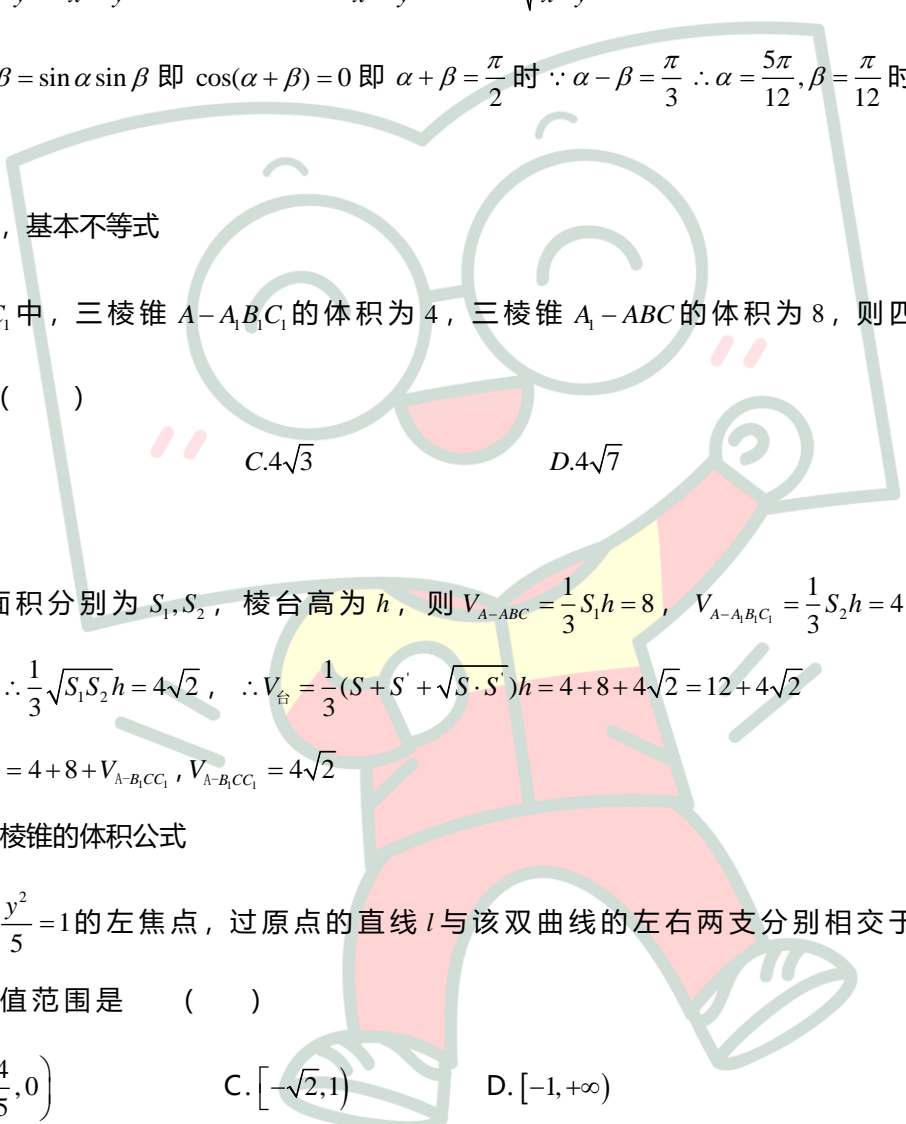 β = sin α sin β 即 cos(α + β) = 0 即 α + β = π/2 时 ∵ α − β = π/3 ∴ α = 5π/12, β = π/12 时
，基本不等式
C₁ 中，三棱锥 A − A₁B₁C₁ 的体积为 4，三棱锥 A₁ − ABC 的体积为 8，则四
(    )
C.4√3 D.4√7
面积分别为 S₁, S₂，棱台高为 h，则 V_{A−ABC} = 1/3 S₁h = 8， V_{A−A₁B₁C₁} = 1/3 S₂h = 4
∴ 1/3 √(S₁S₂) h = 4√2， ∴ V_台 = 1/3 (S + S' + √(S·S'))h = 4 + 8 + 4√2 = 12 + 4√2
= 4 + 8 + V_{A−B₁CC₁}, V_{A−B₁CC₁} = 4√2
棱锥的体积公式
y²/5 = 1 的左焦点，过原点的直线 l 与该双曲线的左右两支分别相交于
值范围是 (    )
4/5, 0) C. [−√2, 1) D. [−1, +∞)